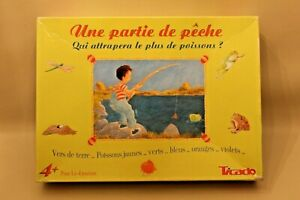 Une partie de pêche
Qui attrapera le plus de poissons ?
Vers de terre .. Poissons jaunes .. verts .. bleus .. oranges .. violets ..
4+
Ticado